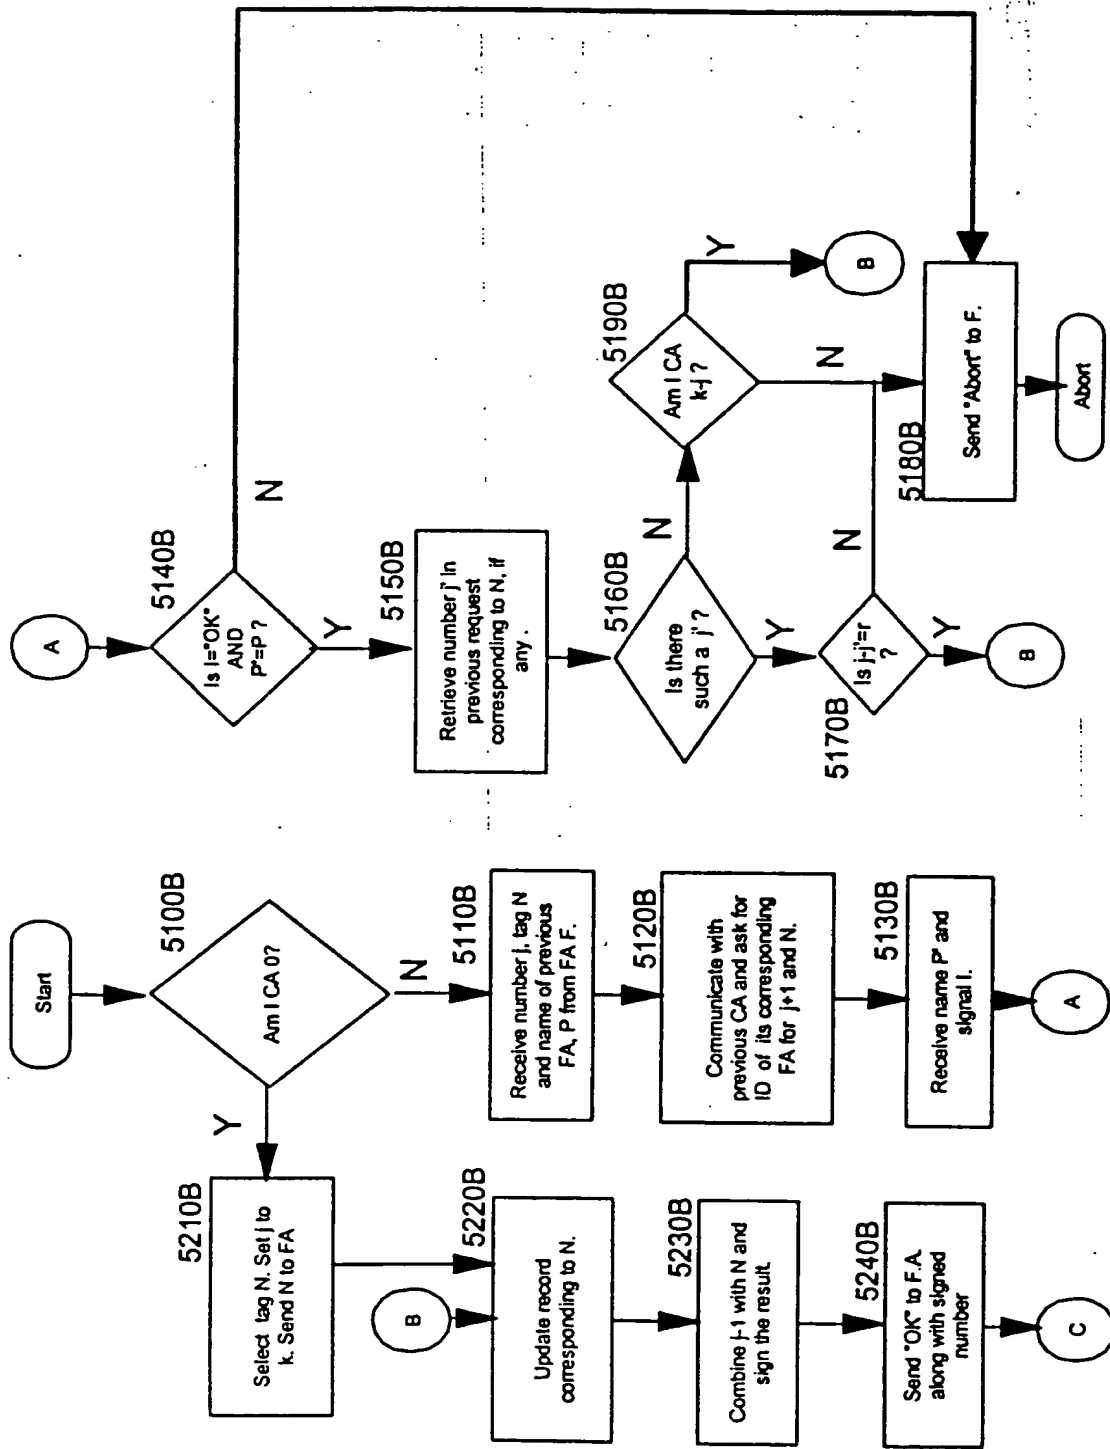 Start
5100B
Am I CA 0?
Y
N
5210B
Select tag N. Set j to
k. Send N to FA
B
5220B
Update record
corresponding to N.
5230B
Combine j-1 with N and
sign the result.
5240B
Send "OK" to F.A.
along with signed
number
C
5110B
Receive number j, tag N
and name of previous
FA, P from FA F.
5120B
Communicate with
previous CA and ask for
ID of its corresponding
FA for j+1 and N.
5130B
Receive name P' and
signal I.
A
A
5140B
Is I="OK"
AND
P'=P ?
N
Y
5150B
Retrieve number j' in
previous request
corresponding to N, if
any .
5160B
Is there
such a j' ?
N
Y
5190B
Am I CA
k-j ?
Y
B
N
5170B
Is j-j'=r
?
N
Y
B
5180B
Send "Abort" to F.
Abort